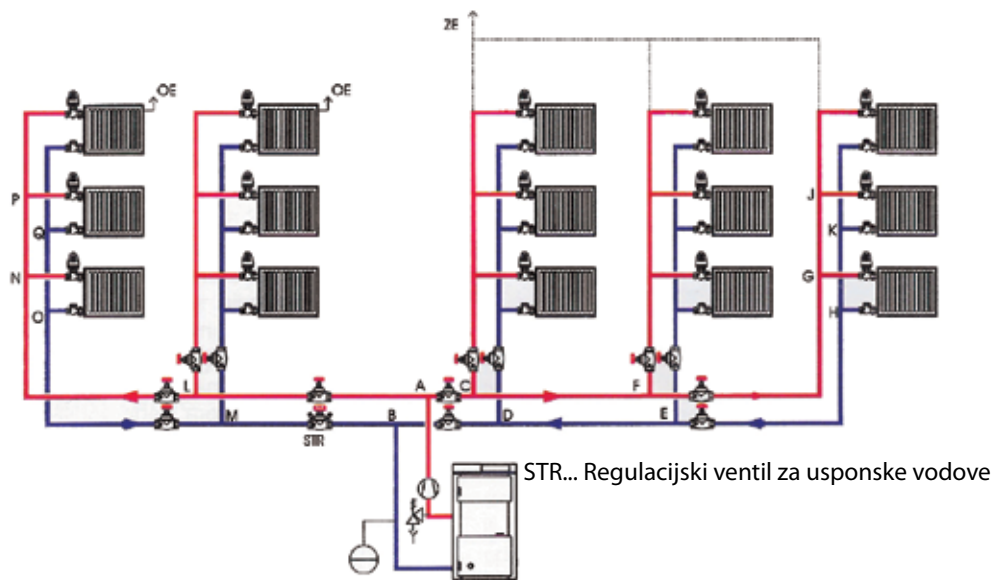 ZE
OE OE
P J
Q K
N G
O H
L A C F
M B D E
STR
STR... Regulacijski ventil za usponske vodove